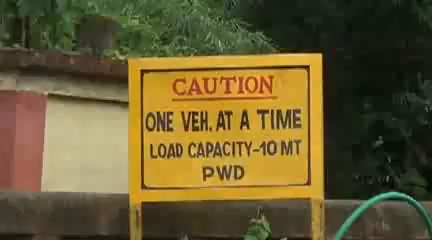 CAUTION
ONE VEH. AT A TIME
LOAD CAPACITY-10 MT
PWD